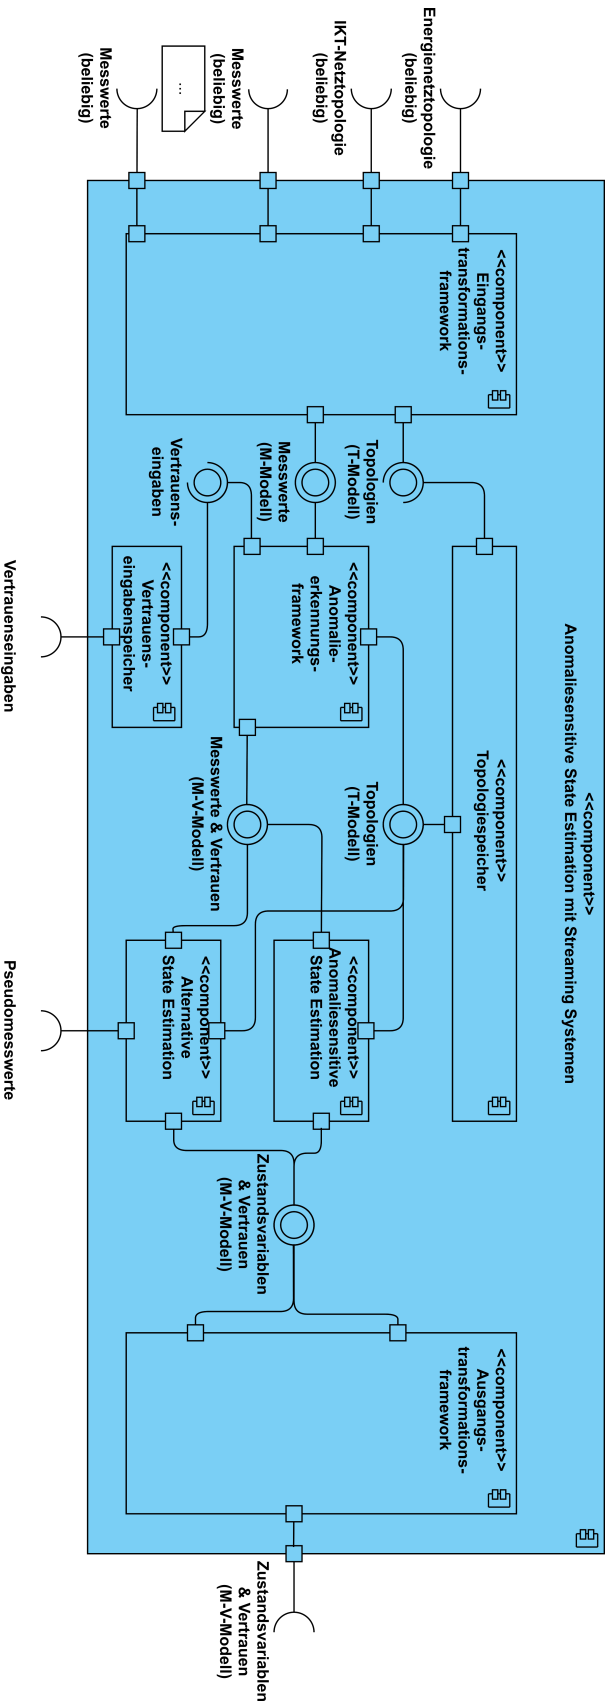 <<component>>
Anomaliesensitive State Estimation mit Streaming Systemen
Energienetztopologie
(beliebig)
IKT-Netztopologie
(beliebig)
Messwerte
(beliebig)
...
Messwerte
(beliebig)
<<component>>
Eingangs-
transformations-
framework
Topologien
(T-Modell)
Messwerte
(M-Modell)
Vertrauens-
eingaben
<<component>>
Topologiespeicher
<<component>>
Anomalie-
erkennungs-
framework
<<component>>
Vertrauens-
eingabenspeicher
Vertrauenseingaben
Topologien
(T-Modell)
Messwerte & Vertrauen
(M-V-Modell)
<<component>>
Anomaliesensitive
State Estimation
<<component>>
Alternative
State Estimation
Pseudomesswerte
Zustandsvariablen
& Vertrauen
(M-V-Modell)
<<component>>
Ausgangs-
transformations-
framework
Zustandsvariablen
& Vertrauen
(M-V-Modell)